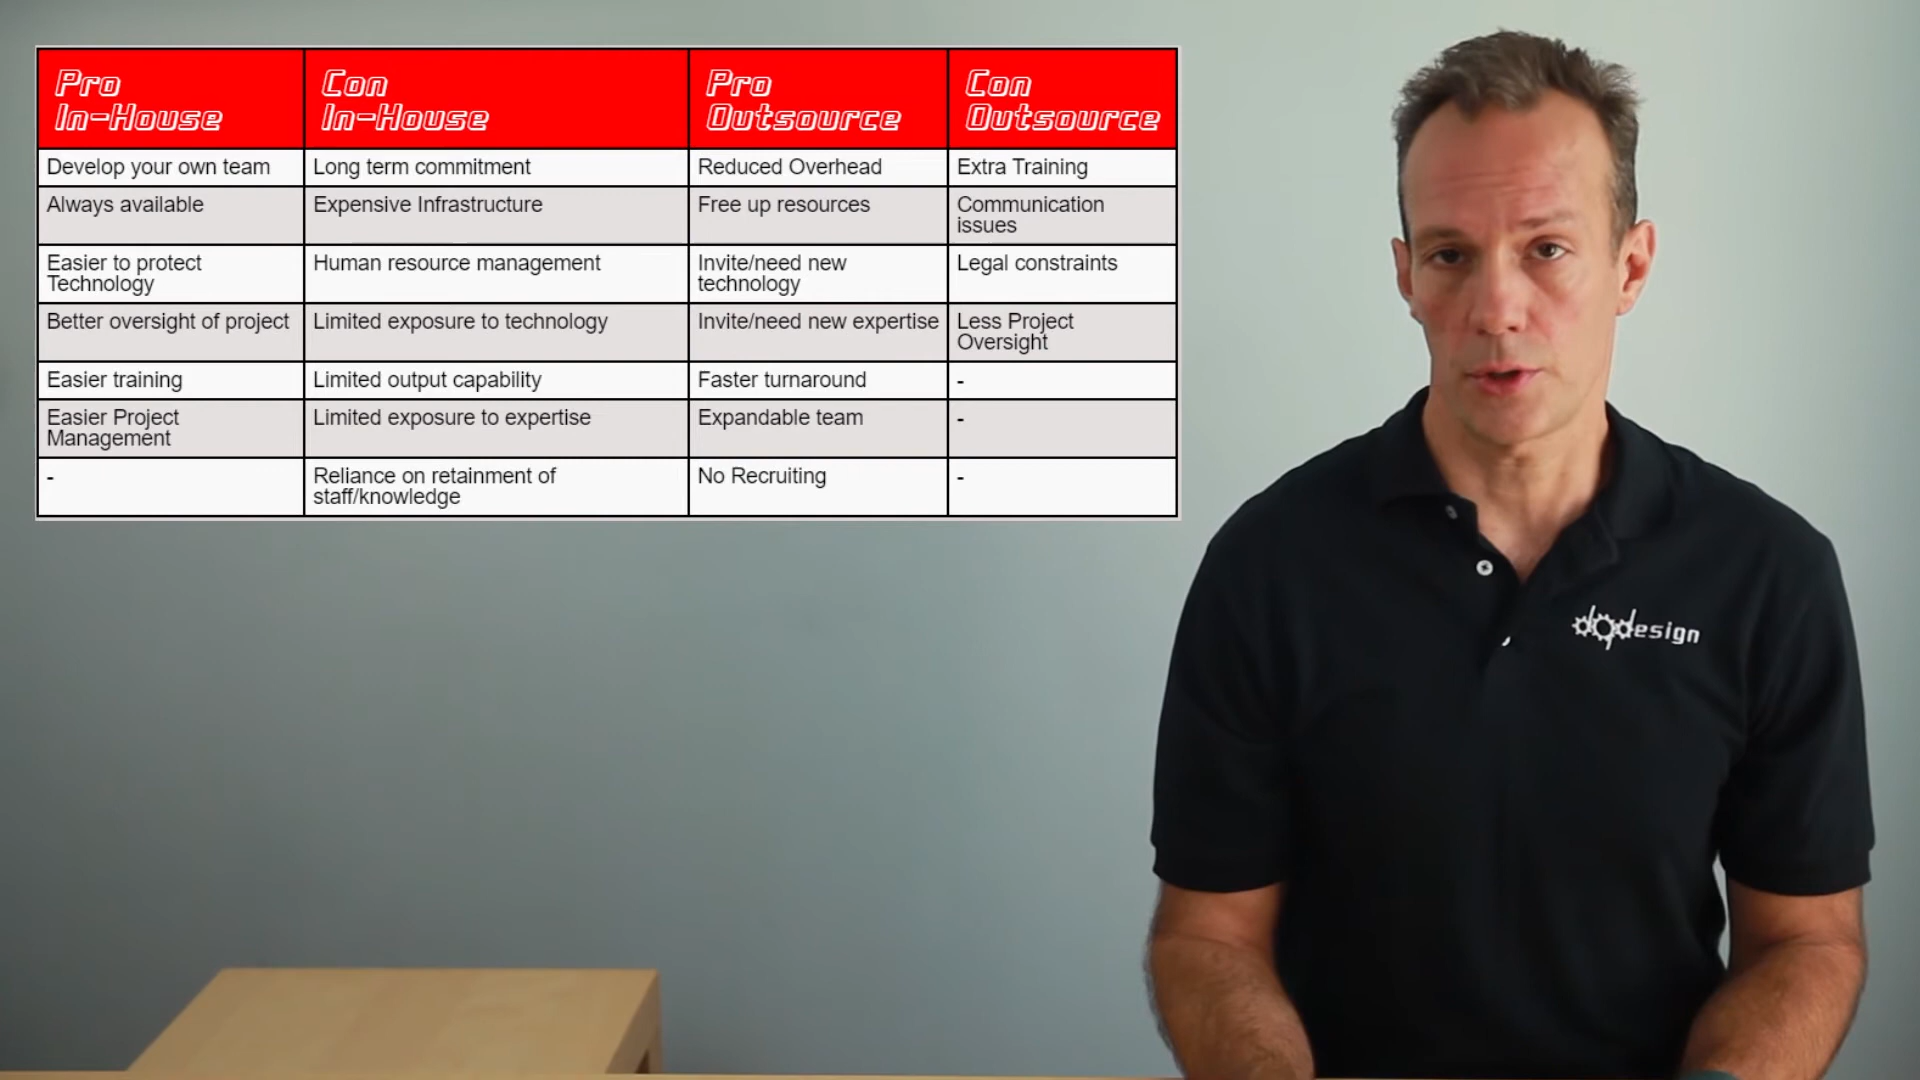 Pro
In-House
Con
In-House
Pro
Outsource
Con
Outsource
Develop your own team
Long term commitment
Reduced Overhead
Extra Training
Always available
Expensive Infrastructure
Free up resources
Communication
issues
Easier to protect
Technology
Human resource management
Invite/need new
technology
Legal constraints
Better oversight of project
Limited exposure to technology
Invite/need new expertise
Less Project
Oversight
Easier training
Limited output capability
Faster turnaround
-
Easier Project
Management
Limited exposure to expertise
Expandable team
-
-
Reliance on retainment of
staff/knowledge
No Recruiting
-
dqdesign